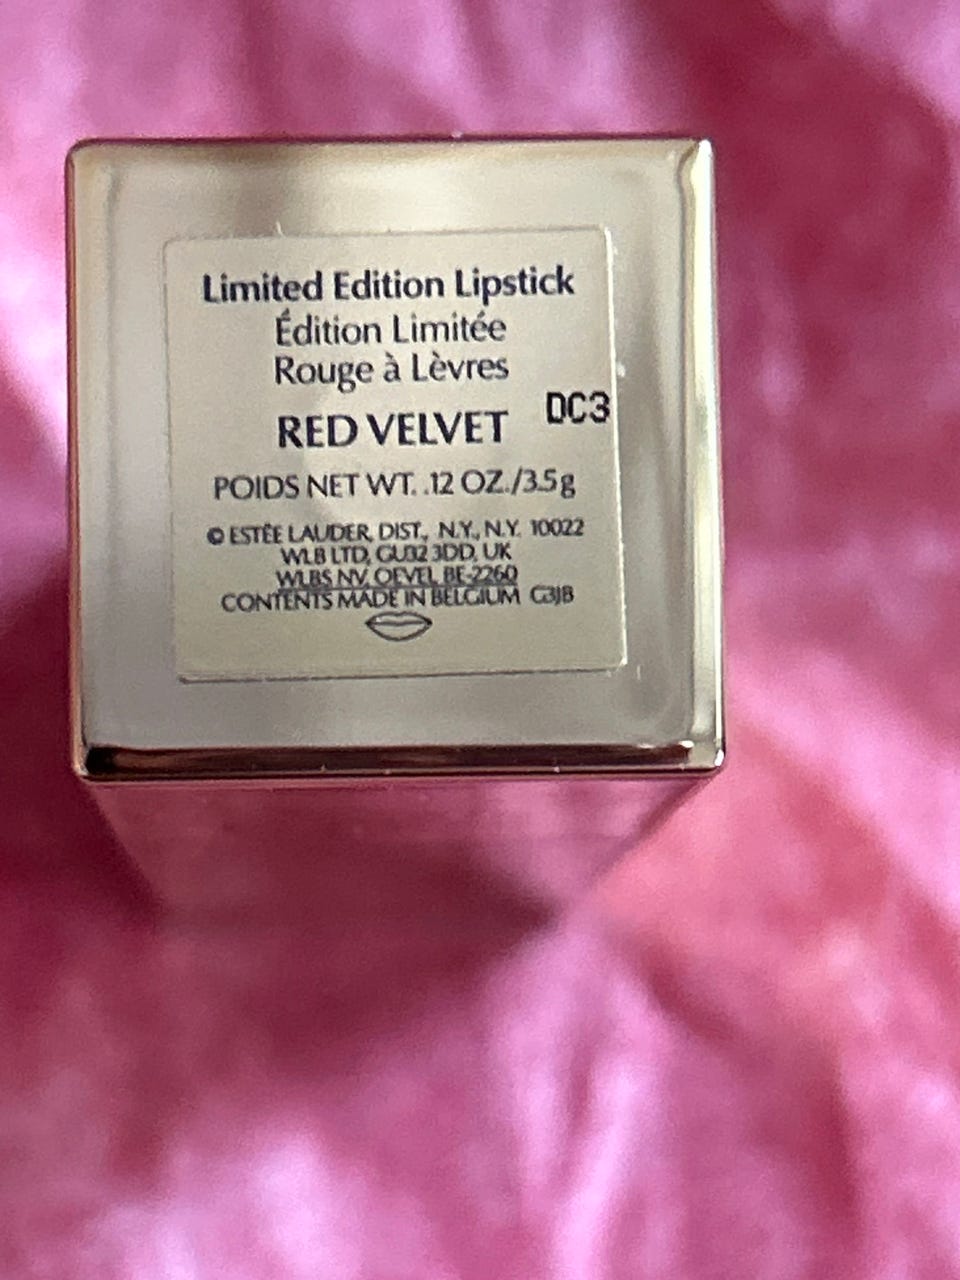 Limited Edition Lipstick
Édition Limitée
Rouge à Lèvres
RED VELVET DC3
POIDS NET WT. .12 OZ./3.5g
© ESTĒE LAUDER, DIST., N.Y., N.Y. 10022
WLB LTD, GU32 3DD, UK
WLBS NV, OEVEL BE-2260
CONTENTS MADE IN BELGIUM G3JB